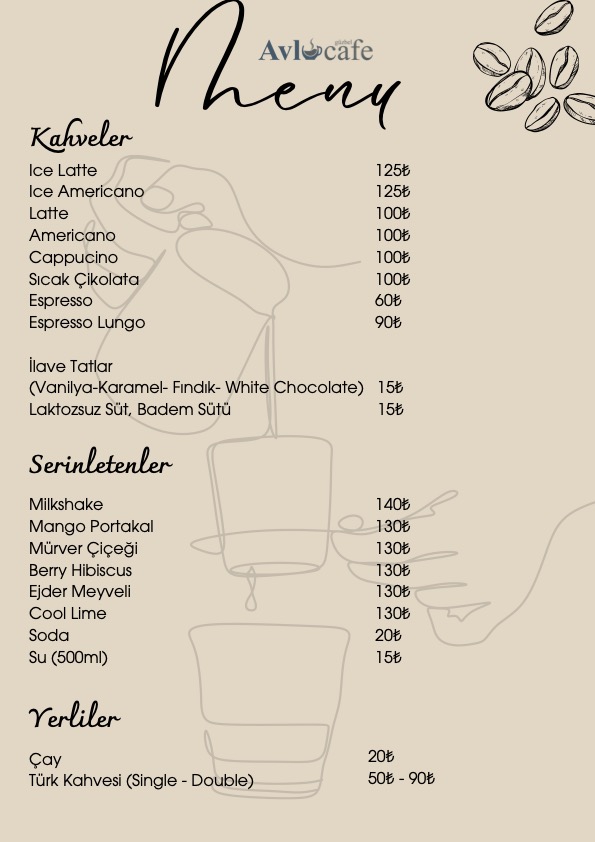 Menu
Avlucafe
Kahveler
Ice Latte 125₺
Ice Americano 125₺
Latte 100₺
Americano 100₺
Cappucino 100₺
Sıcak Çikolata 100₺
Espresso 60₺
Espresso Lungo 90₺
İlave Tatlar
(Vanilya-Karamel- Fındık- White Chocolate) 15₺
Laktozsuz Süt, Badem Sütü 15₺
Serinletenler
Milkshake 140₺
Mango Portakal 130₺
Mürver Çiçeği 130₺
Berry Hibiscus 130₺
Ejder Meyveli 130₺
Cool Lime 130₺
Soda 20₺
Su (500ml) 15₺
Yerliler
Çay 20₺
Türk Kahvesi (Single - Double) 50₺ - 90₺